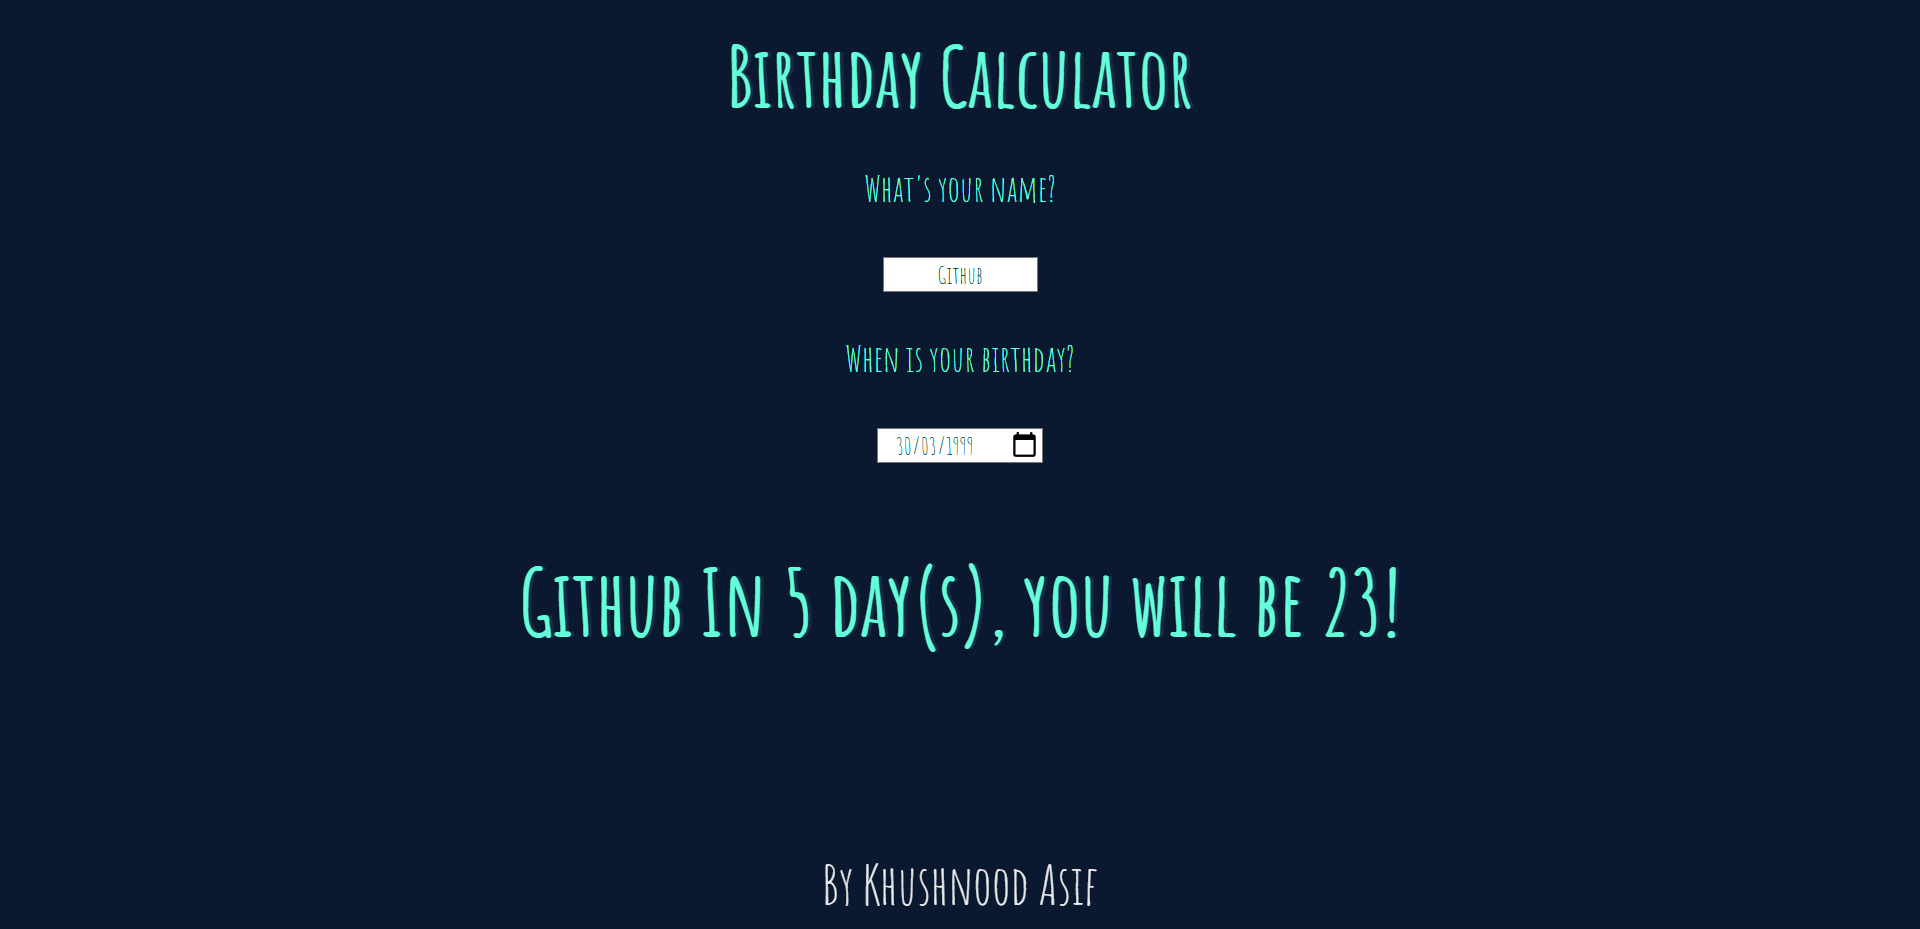 Birthday Calculator
What's your name?
Github
When is your birthday?
30/03/1999
Github In 5 day(s), you will be 23!
By Khushnood Asif